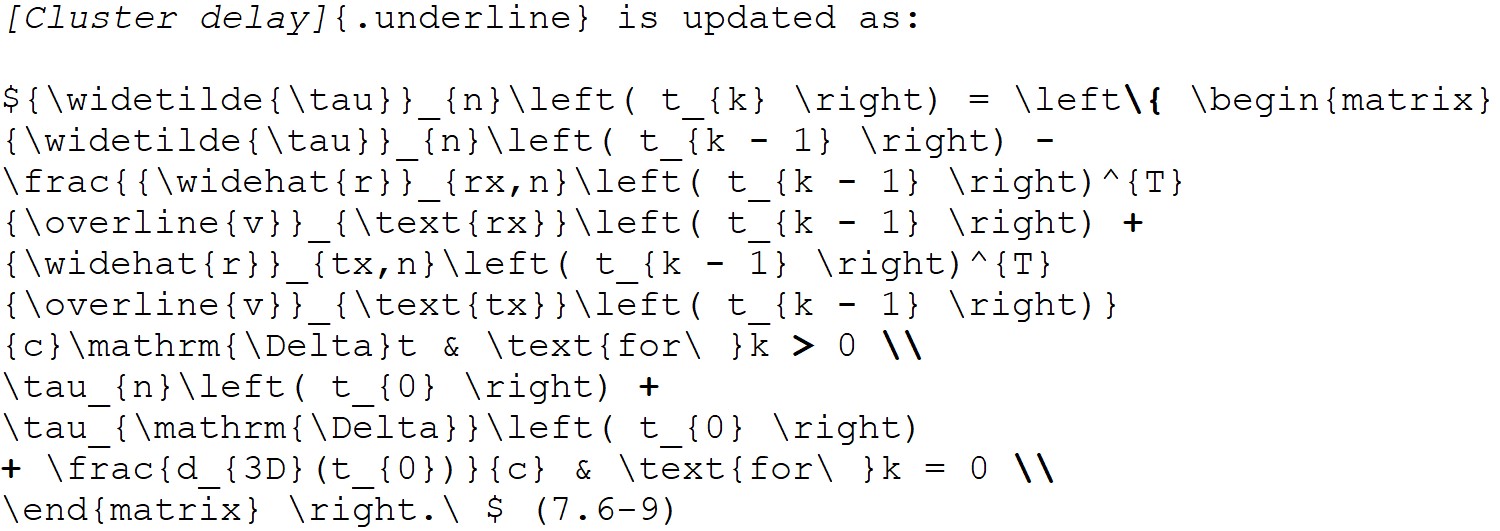 [Cluster delay]{.underline} is updated as:
${\widetilde{\tau}}_{n}\left( t_{k} \right) = \left\{ \begin{matrix}
{\widetilde{\tau}}_{n}\left( t_{k - 1} \right) -
\frac{{\widehat{r}}_{rx,n}\left( t_{k - 1} \right)^{T}
{\overline{v}}_{\text{rx}}\left( t_{k - 1} \right) +
{\widehat{r}}_{tx,n}\left( t_{k - 1} \right)^{T}
{\overline{v}}_{\text{tx}}\left( t_{k - 1} \right)}
{c}\mathrm{\Delta}t & \text{for\ }k > 0 \\
\tau_{n}\left( t_{0} \right) +
\tau_{\mathrm{\Delta}}\left( t_{0} \right)
+ \frac{d_{3D}(t_{0})}{c} & \text{for\ }k = 0 \\
\end{matrix} \right.\ $ (7.6-9)